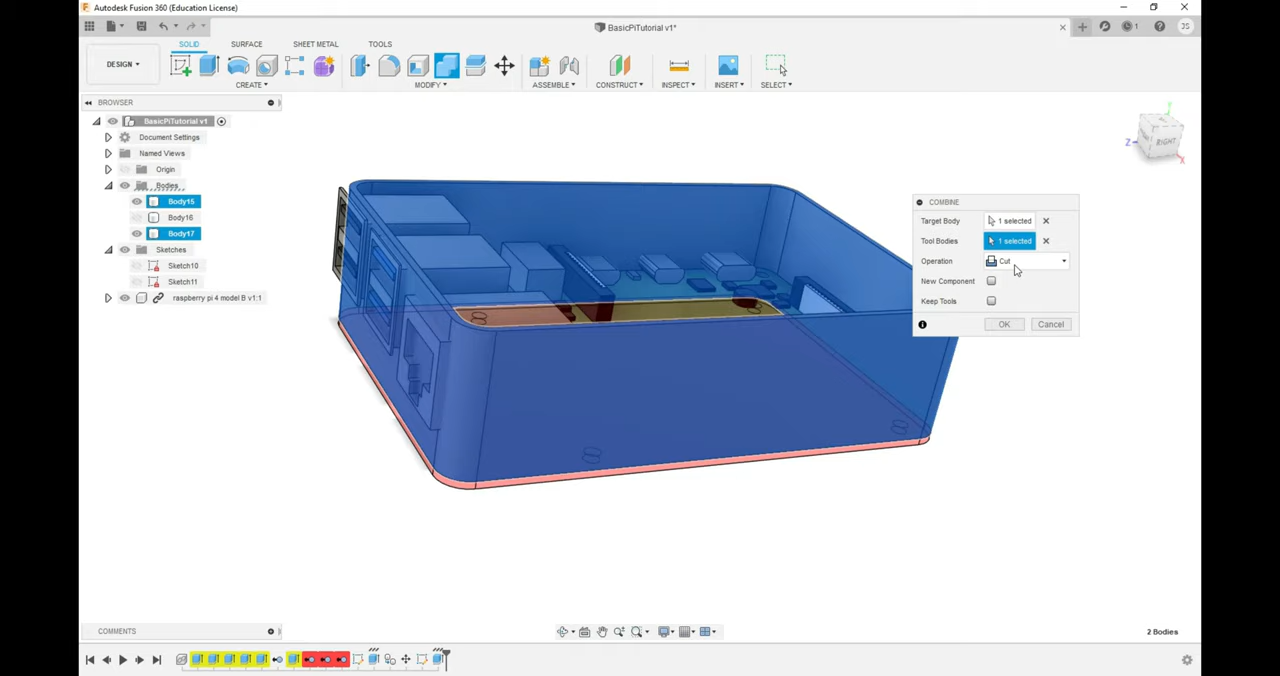 Autodesk Fusion 360 (Education License)
BasicPiTutorial v1*
1
JS
SOLID SURFACE SHEET METAL TOOLS
DESIGN
CREATE MODIFY ASSEMBLE CONSTRUCT INSPECT INSERT SELECT
BROWSER
BasicPiTutorial v1
Document Settings
Named Views
Origin
Bodies
Body15
Body16
Body17
Sketches
Sketch10
Sketch11
raspberry pi 4 model B v1:1
Y
Z
RIGHT
X
COMBINE
Target Body 1 selected
Tool Bodies 1 selected
Operation Cut
New Component
Keep Tools
OK Cancel
COMMENTS
2 Bodies